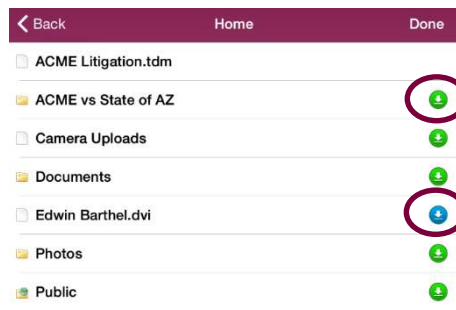 Back Home Done
ACME Litigation.tdm
ACME vs State of AZ
Camera Uploads
Documents
Edwin Barthel.dvi
Photos
Public